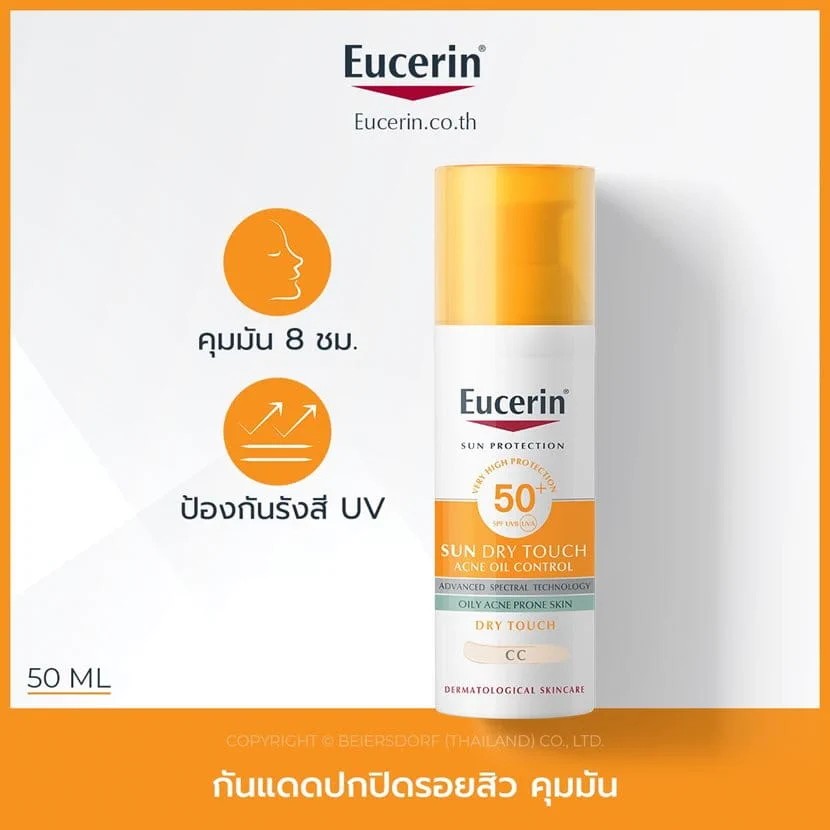 Eucerin®
Eucerin.co.th
คุมมัน 8 ชม.
ป้องกันรังสี UV
Eucerin®
SUN PROTECTION
VERY HIGH PROTECTION
50+
SPF UVB UVA
SUN DRY TOUCH
ACNE OIL CONTROL
ADVANCED SPECTRAL TECHNOLOGY
OILY ACNE PRONE SKIN
DRY TOUCH
CC
DERMATOLOGICAL SKINCARE
50 ML
COPYRIGHT © BEIERSDORF (THAILAND) CO., LTD.
กันแดดปกปิดรอยสิว คุมมัน